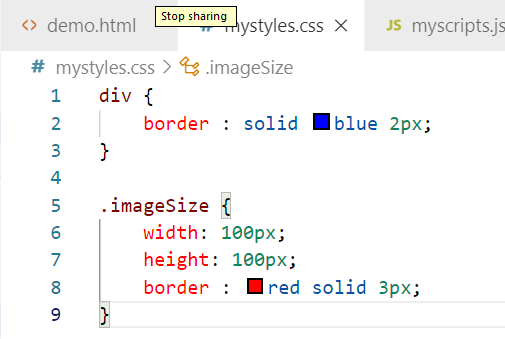 Stop sharing
<> demo.html # mystyles.css × JS myscripts.js
# mystyles.css > .imageSize
1 div {
2 border : solid blue 2px;
3 }
4
5 .imageSize {
6 width: 100px;
7 height: 100px;
8 border : red solid 3px;
9 }